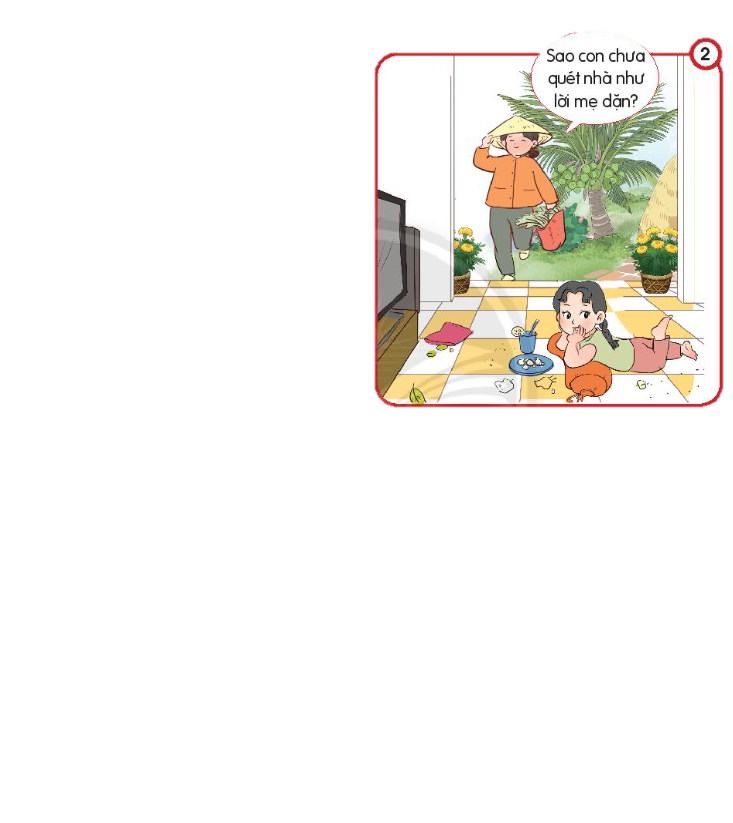 2
Sao con chưa
quét nhà như
lời mẹ dặn?